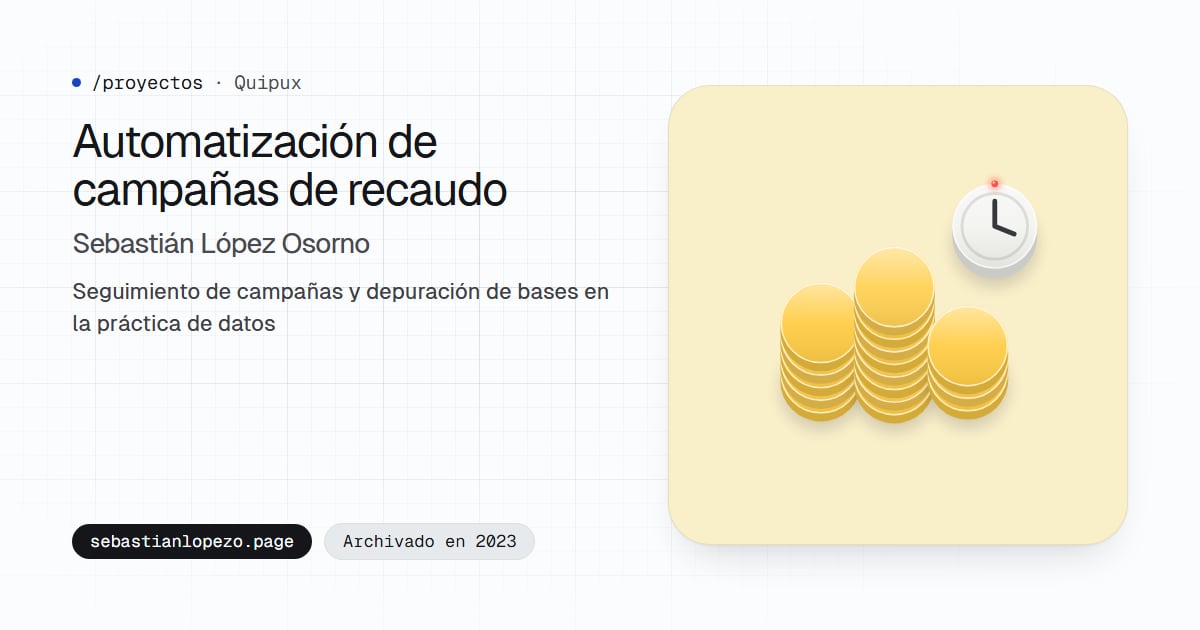 /proyectos · Quipux
Automatización de
campañas de recaudo
Sebastián López Osorno
Seguimiento de campañas y depuración de bases en
la práctica de datos
sebastianlopezo.page
Archivado en 2023